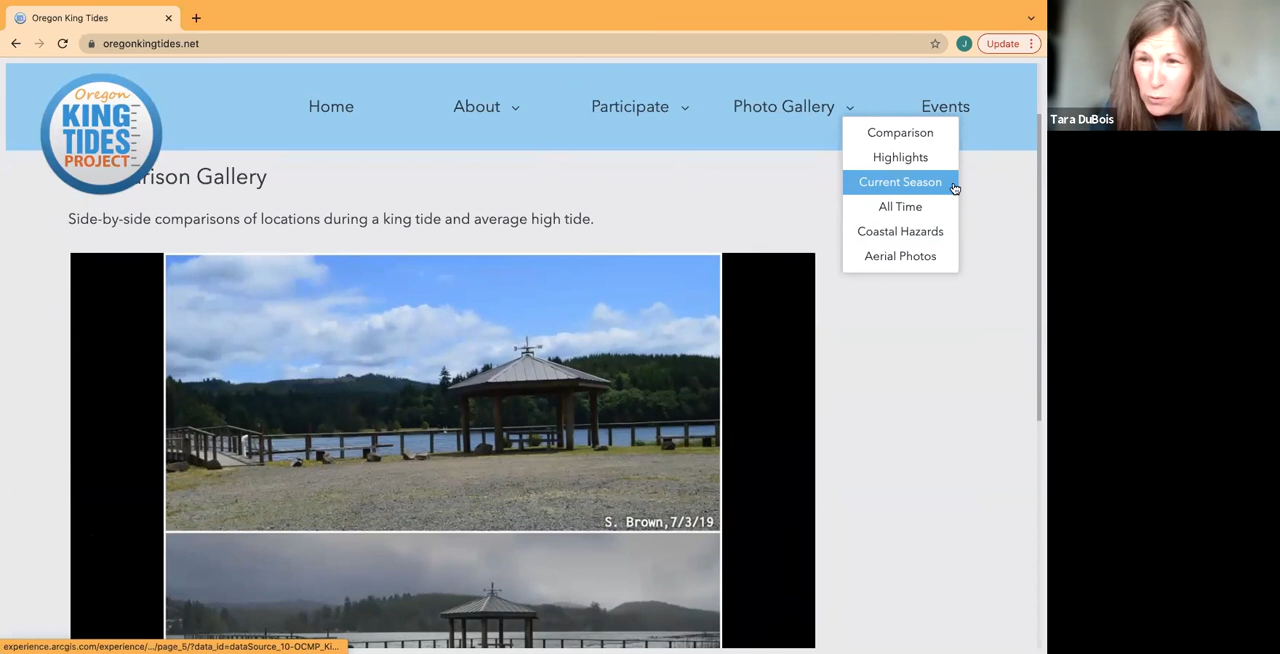 Oregon King Tides
oregonkingtides.net
J
Update
Oregon
KING
TIDES
PROJECT
Home
About
Participate
Photo Gallery
Events
Comparison
Highlights
Current Season
All Time
Coastal Hazards
Aerial Photos
rison Gallery
Side-by-side comparisons of locations during a king tide and average high tide.
S. Brown,7/3/19
experience.arcgis.com/experience/.../page_5/?data_id=dataSource_10-OCMP_Ki...
Tara DuBois